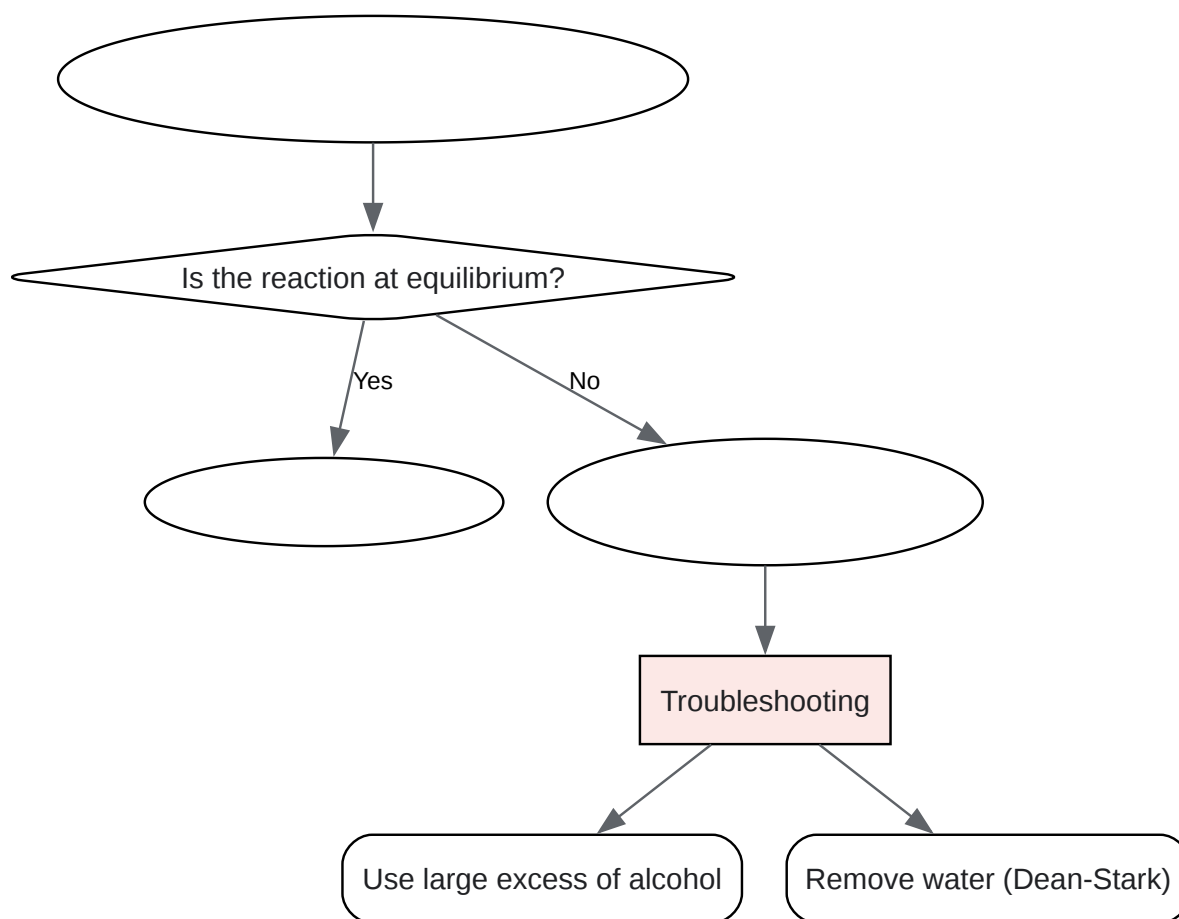 Is the reaction at equilibrium?
Yes
No
Troubleshooting
Use large excess of alcohol
Remove water (Dean-Stark)